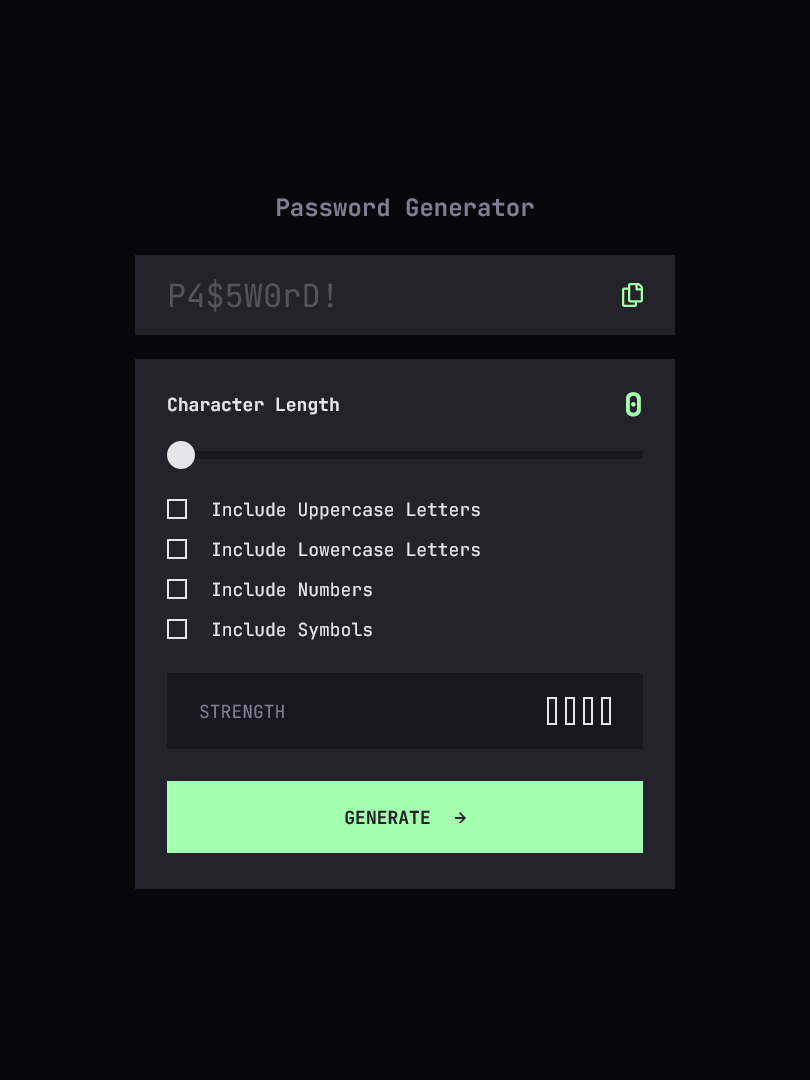 Password Generator
P4$5W0rD!
Character Length 0
Include Uppercase Letters
Include Lowercase Letters
Include Numbers
Include Symbols
STRENGTH
GENERATE →